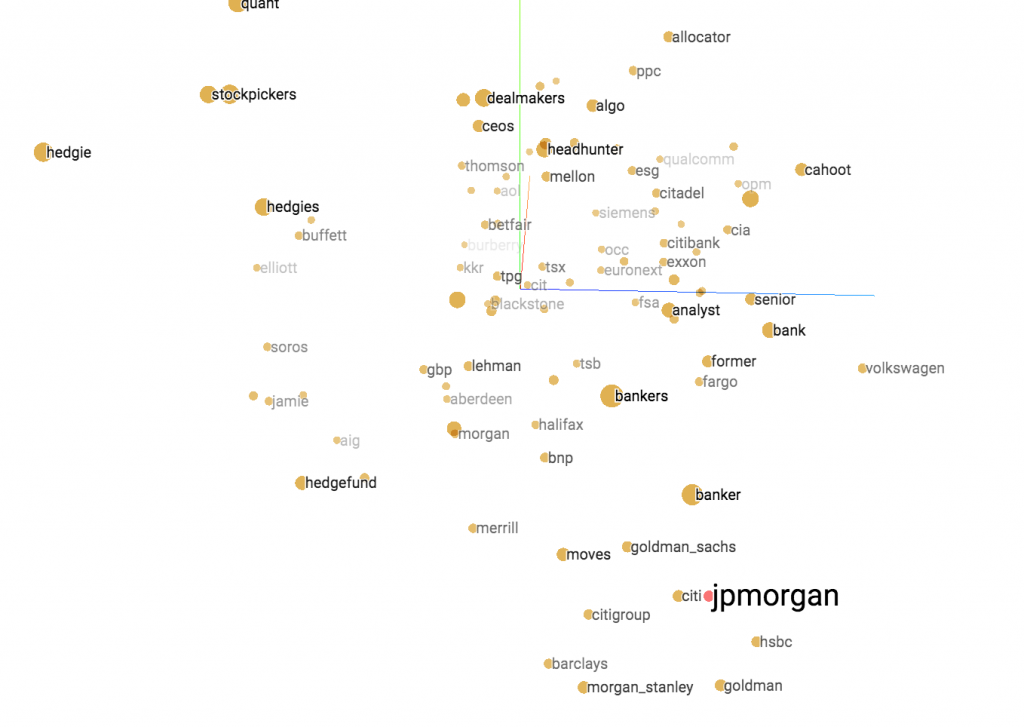 quant
allocator
ppc
stockpickers
dealmakers
algo
ceos
hedgie
headhunter
thomson
qualcomm
mellon
esg
cahoot
aol
citadel
opm
hedgies
siemens
betfair
buffett
cia
burberry
citibank
occ
elliott
kkr
tsx
euronext
exxon
tpg
cit
blackstone
fsa
senior
analyst
bank
soros
former
gbp
lehman
tsb
volkswagen
fargo
jamie
aberdeen
bankers
halifax
morgan
aig
bnp
hedgefund
banker
merrill
moves
goldman_sachs
citi
jpmorgan
citigroup
hsbc
barclays
morgan_stanley
goldman